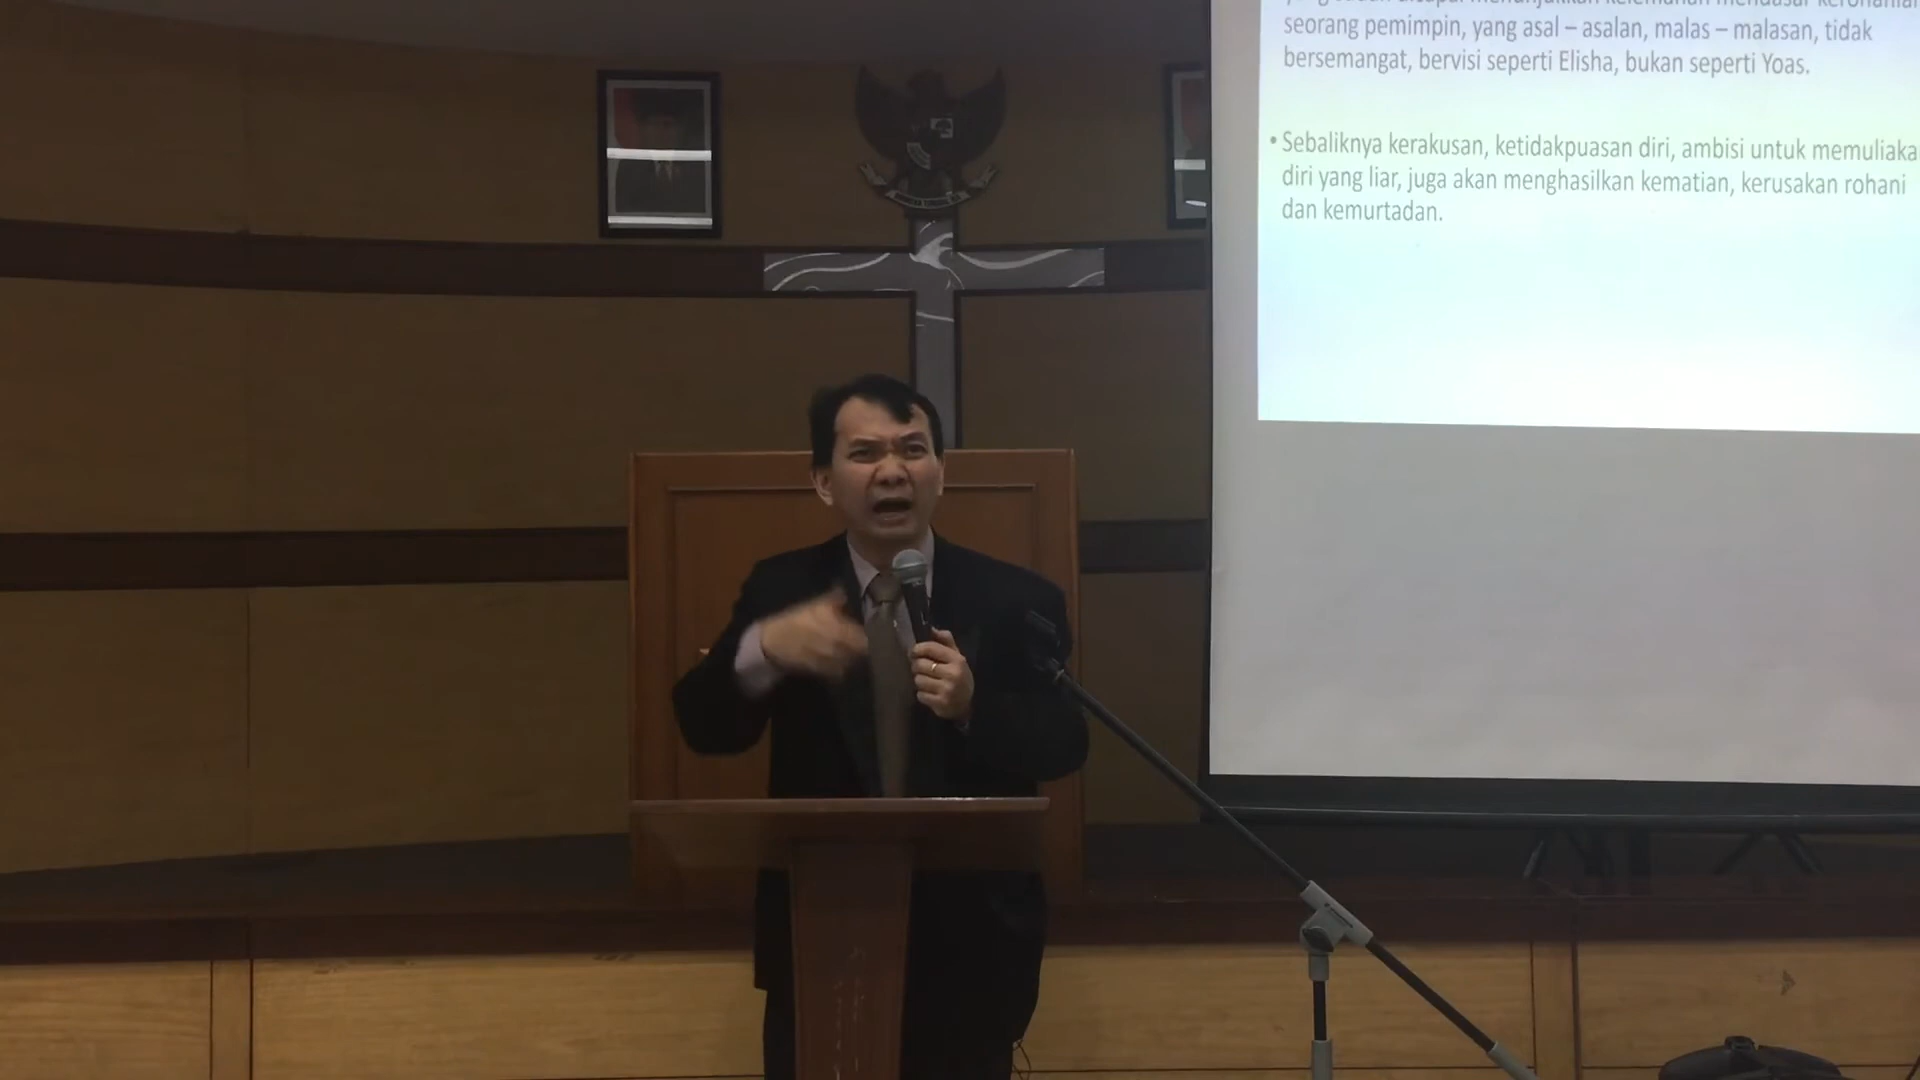 seorang pemimpin, yang asal – asalan, malas – malasan, tidak
bersemangat, bervisi seperti Elisha, bukan seperti Yoas.
• Sebaliknya kerakusan, ketidakpuasan diri, ambisi untuk memuliaka
diri yang liar, juga akan menghasilkan kematian, kerusakan rohani
dan kemurtadan.